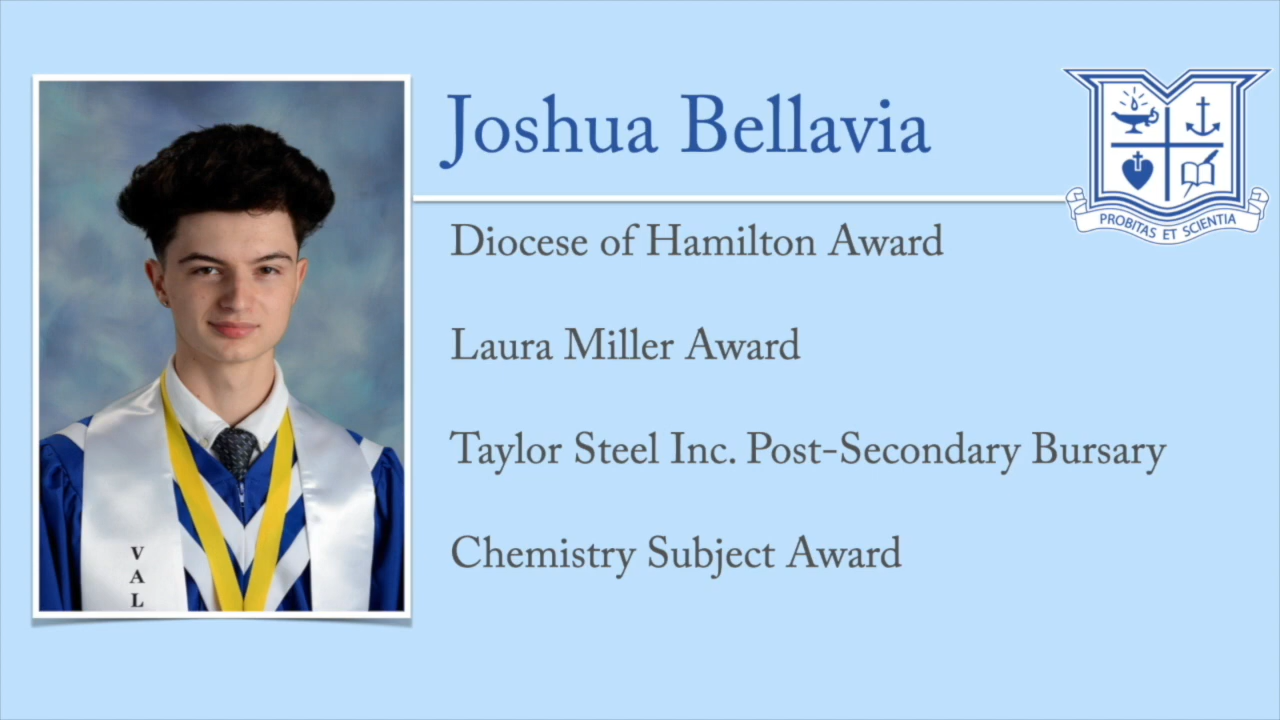 Joshua Bellavia
PROBITAS ET SCIENTIA
Diocese of Hamilton Award
Laura Miller Award
Taylor Steel Inc. Post-Secondary Bursary
Chemistry Subject Award
V
A
L